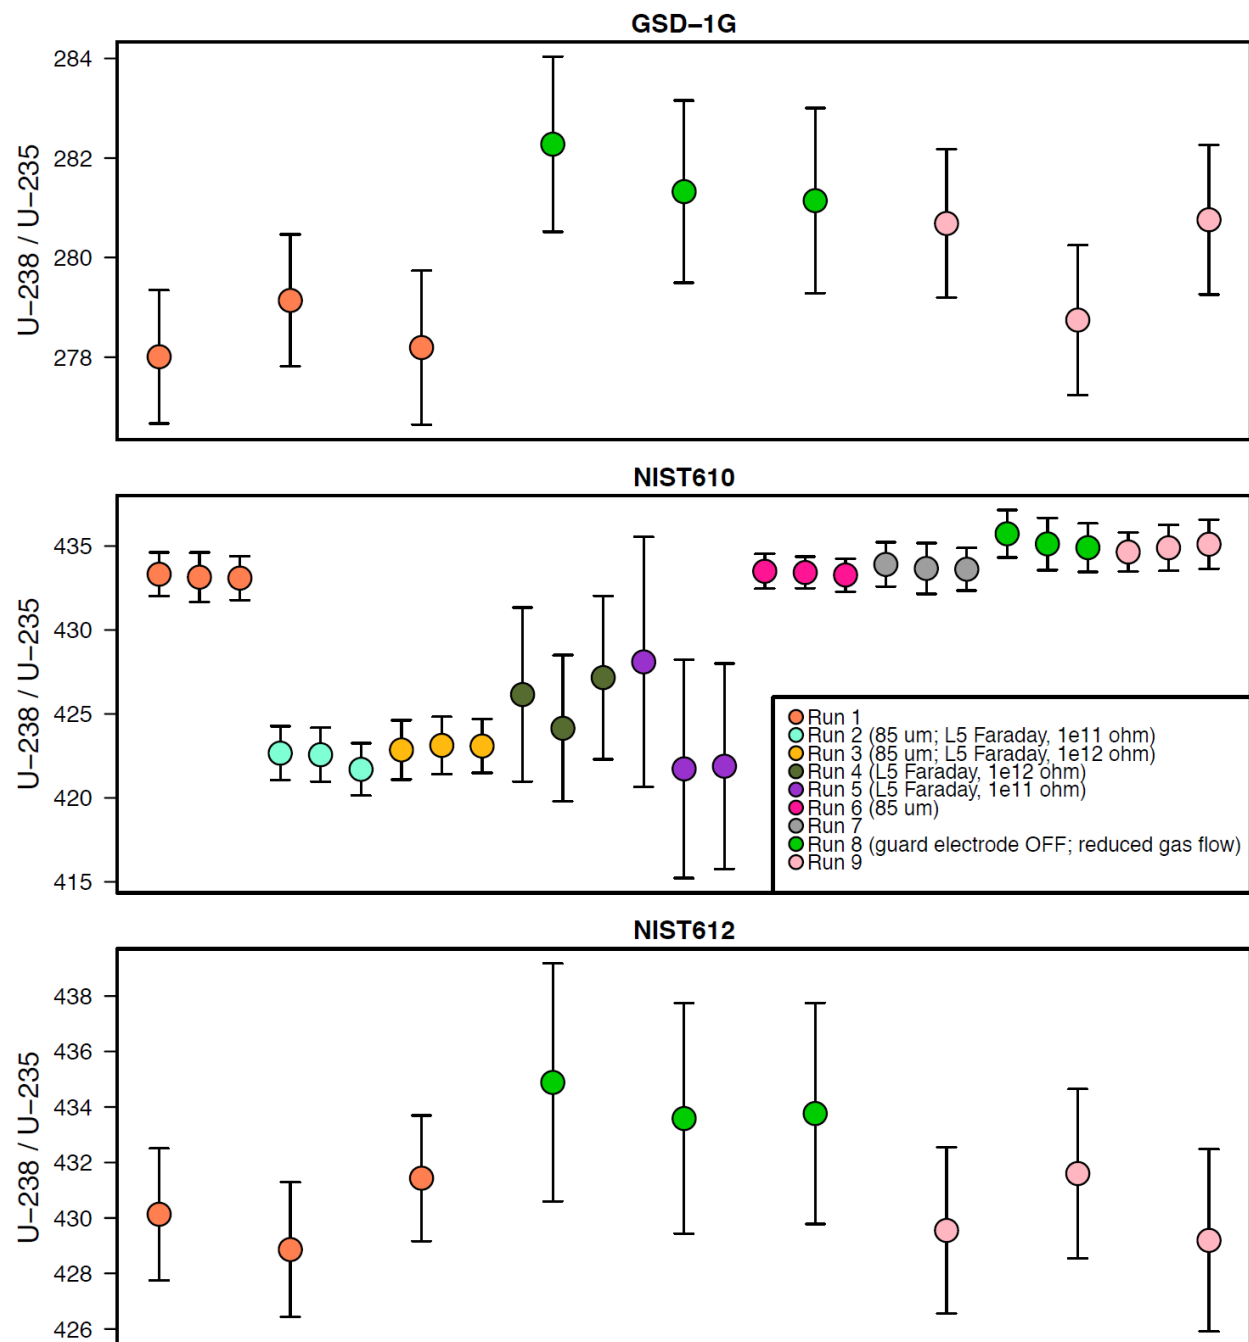 GSD−1G
U−238 / U−235
284
282
280
278
NIST610
U−238 / U−235
435
430
425
420
415
Run 1
Run 2 (85 um; L5 Faraday, 1e11 ohm)
Run 3 (85 um; L5 Faraday, 1e12 ohm)
Run 4 (L5 Faraday, 1e12 ohm)
Run 5 (L5 Faraday, 1e11 ohm)
Run 6 (85 um)
Run 7
Run 8 (guard electrode OFF; reduced gas flow)
Run 9
NIST612
U−238 / U−235
438
436
434
432
430
428
426